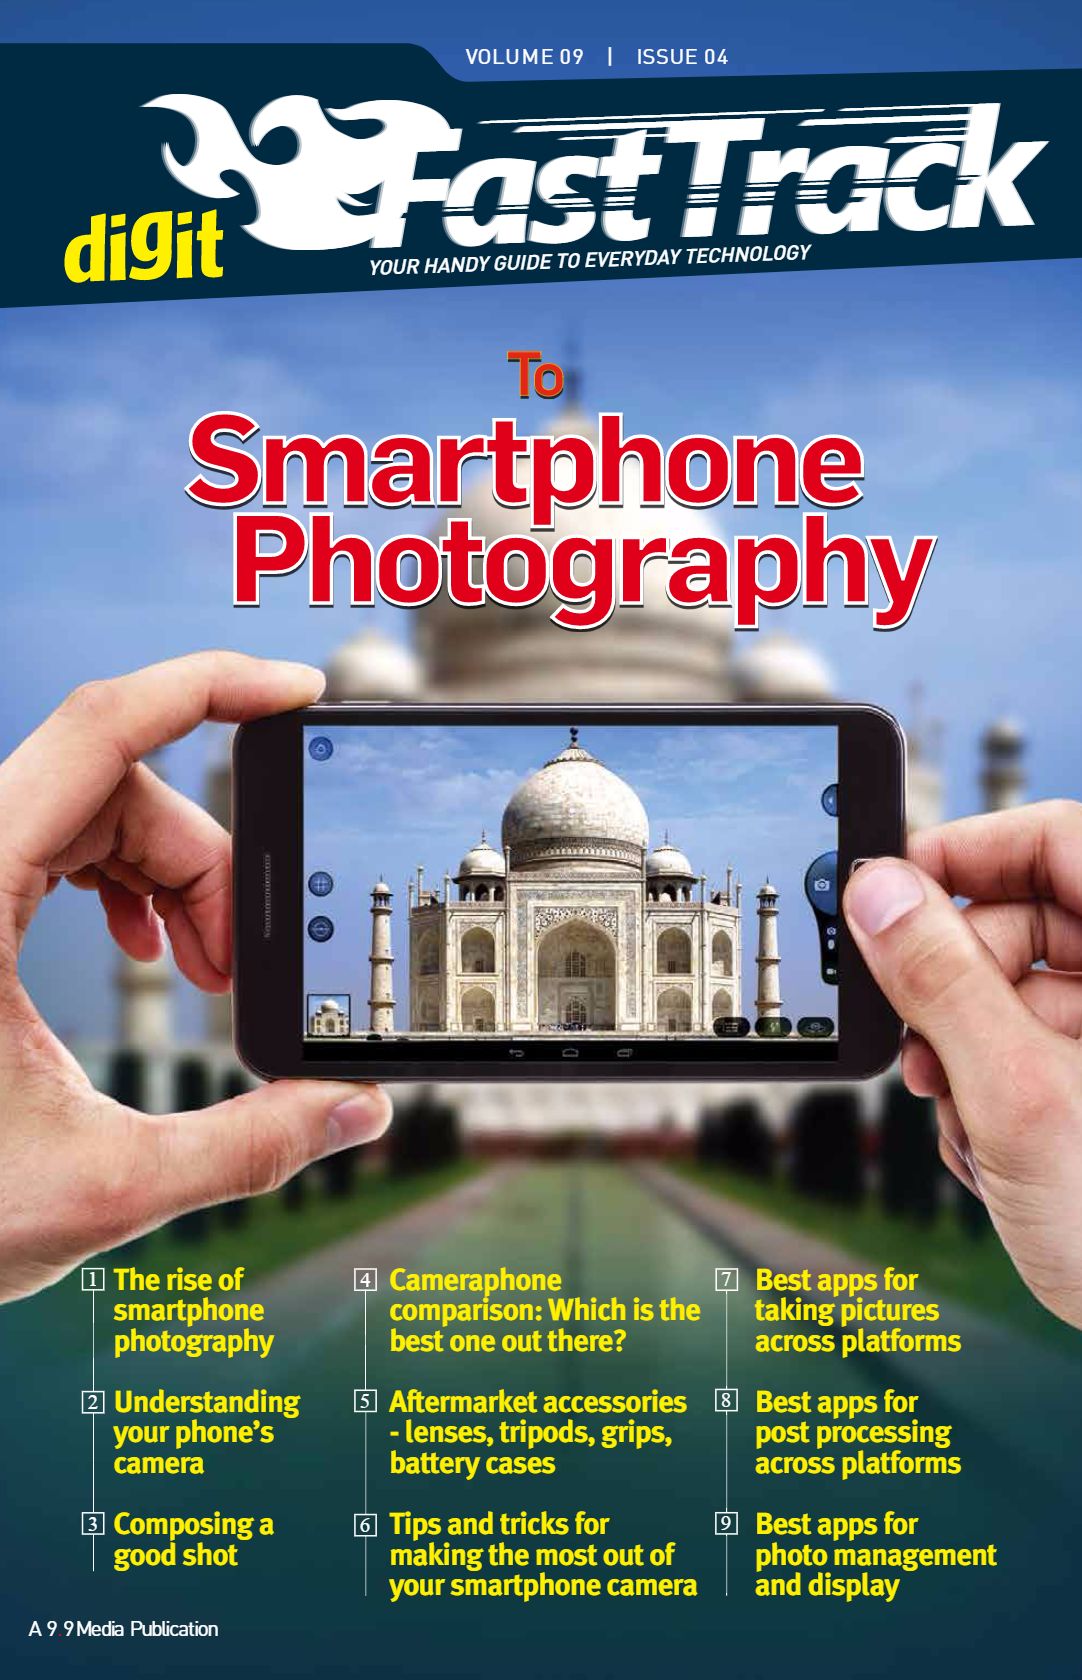 VOLUME 09 | ISSUE 04
digit
FastTrack
YOUR HANDY GUIDE TO EVERYDAY TECHNOLOGY
To
Smartphone
Photography
1 The rise of
smartphone
photography
2 Understanding
your phone's
camera
3 Composing a
good shot
4 Cameraphone
comparison: Which is the
best one out there?
5 Aftermarket accessories
- lenses, tripods, grips,
battery cases
6 Tips and tricks for
making the most out of
your smartphone camera
7 Best apps for
taking pictures
across platforms
8 Best apps for
post processing
across platforms
9 Best apps for
photo management
and display
A 9.9 Media Publication